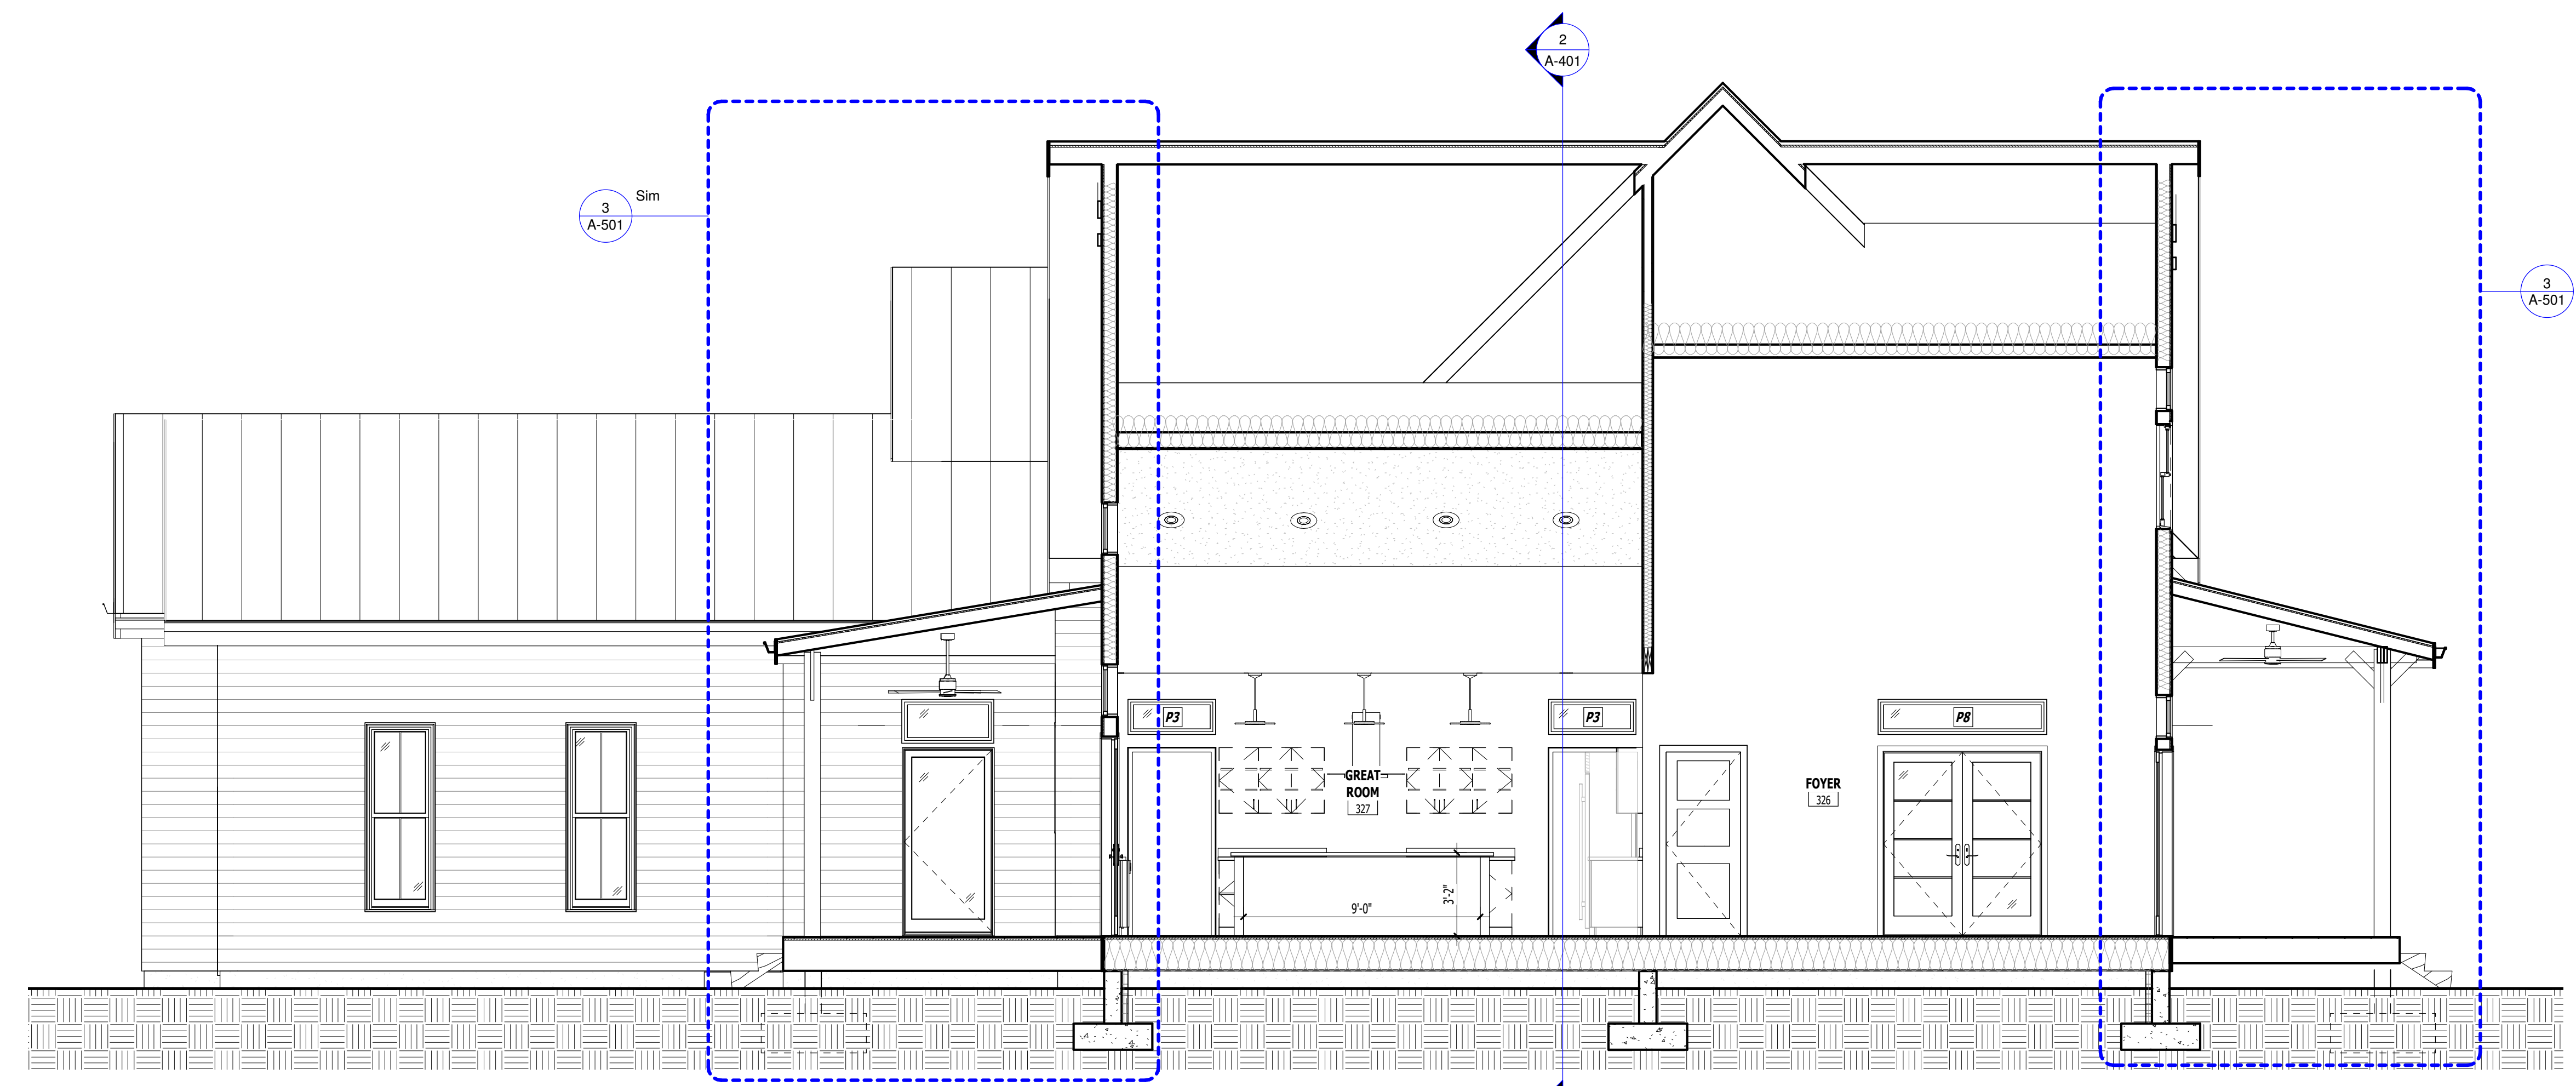 2
A-401
Sim
3
A-501
3
A-501
P3
P3
P8
GREAT
ROOM
327
FOYER
326
3'-2"
9'-0"